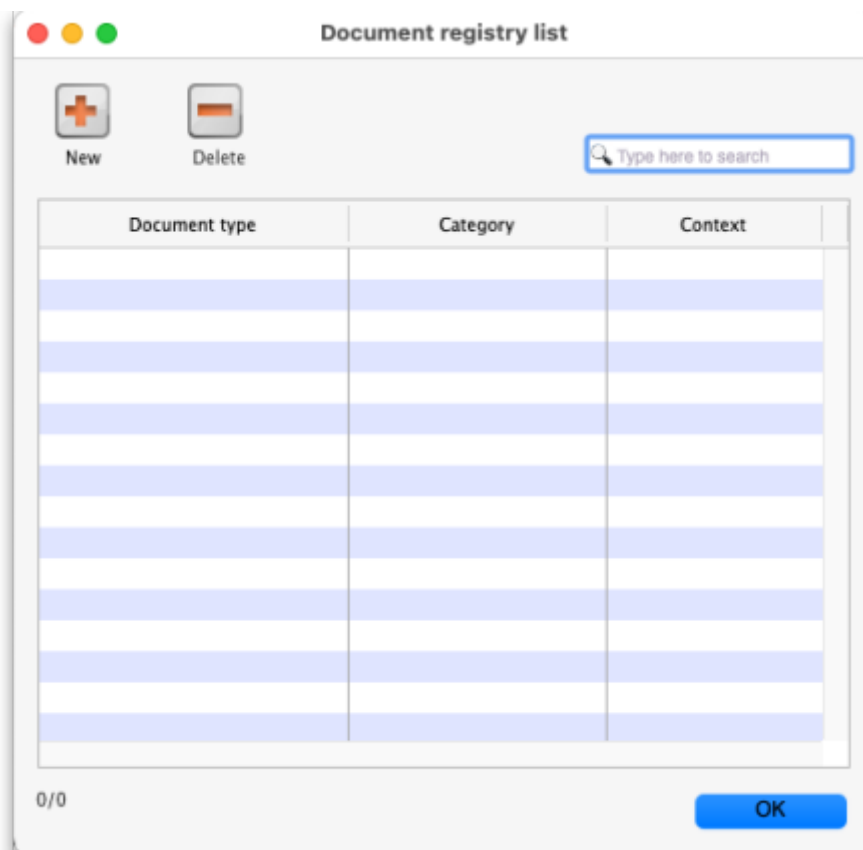 Document registry list
New Delete
Type here to search
Document type Category Context
0/0
OK